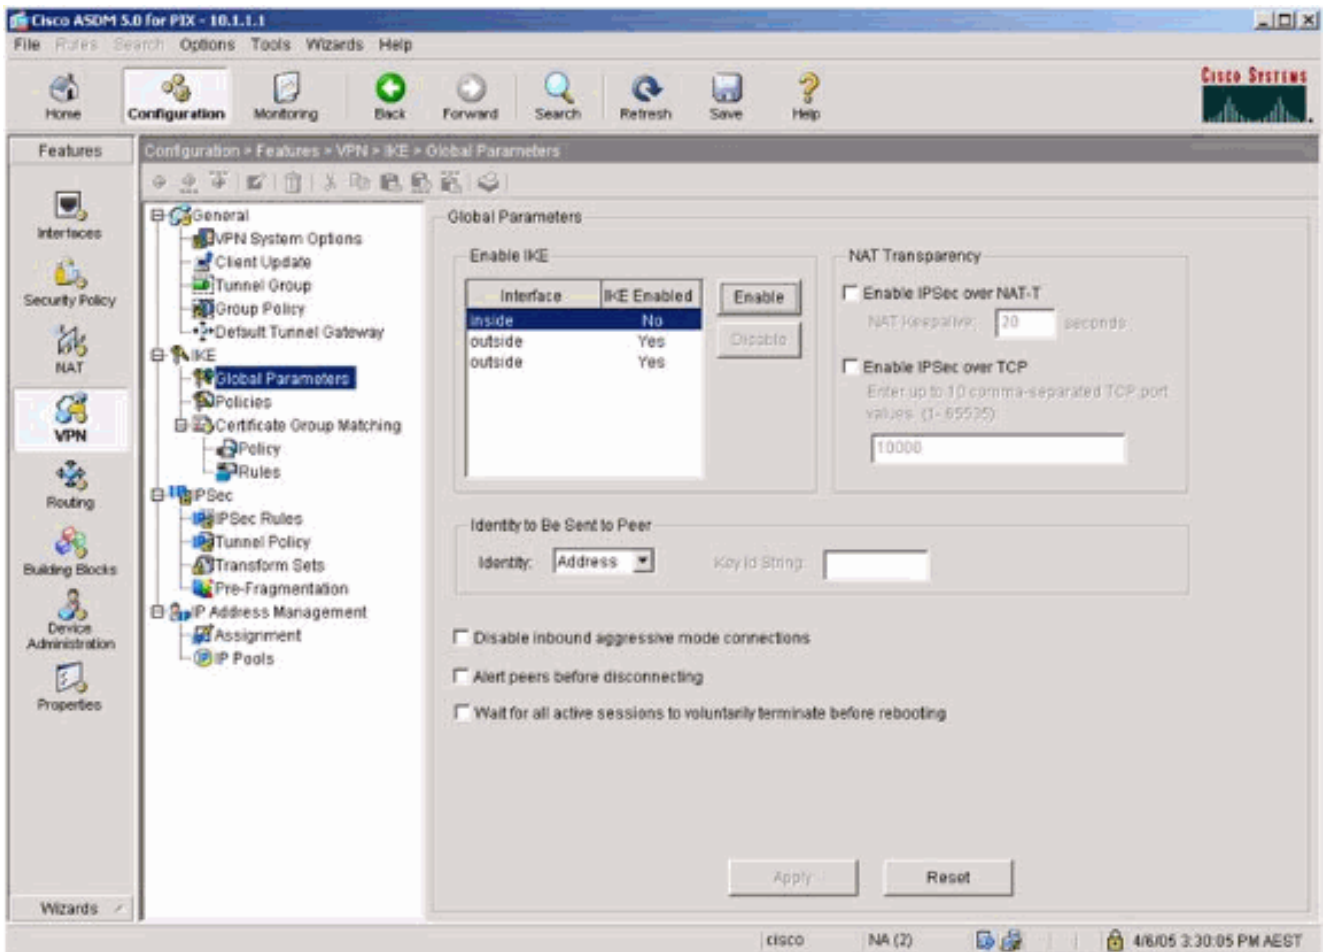 Cisco ASDM 5.0 for PIX - 10.1.1.1
File Rules Search Options Tools Wizards Help
Home Configuration Monitoring Back Forward Search Refresh Save Help
CISCO SYSTEMS
Features
Configuration > Features > VPN > IKE > Global Parameters
Interfaces
Security Policy
NAT
VPN
Routing
Building Blocks
Device Administration
Properties
Wizards
General
VPN System Options
Client Update
Tunnel Group
Group Policy
Default Tunnel Gateway
IKE
Global Parameters
Policies
Certificate Group Matching
Policy
Rules
IPSec
IPSec Rules
Tunnel Policy
Transform Sets
Pre-Fragmentation
IP Address Management
Assignment
IP Pools
Global Parameters
Enable IKE
Interface IKE Enabled
inside No
outside Yes
outside Yes
Enable
Disable
NAT Transparency
Enable IPSec over NAT-T
NAT Keepalive: 20 seconds
Enable IPSec over TCP
Enter up to 10 comma-separated TCP port
values (1- 65535)
10000
Identity to Be Sent to Peer
Identity: Address Key Id String:
Disable inbound aggressive mode connections
Alert peers before disconnecting
Wait for all active sessions to voluntarily terminate before rebooting
Apply Reset
cisco NA (2) 4/6/05 3:30:05 PM AEST